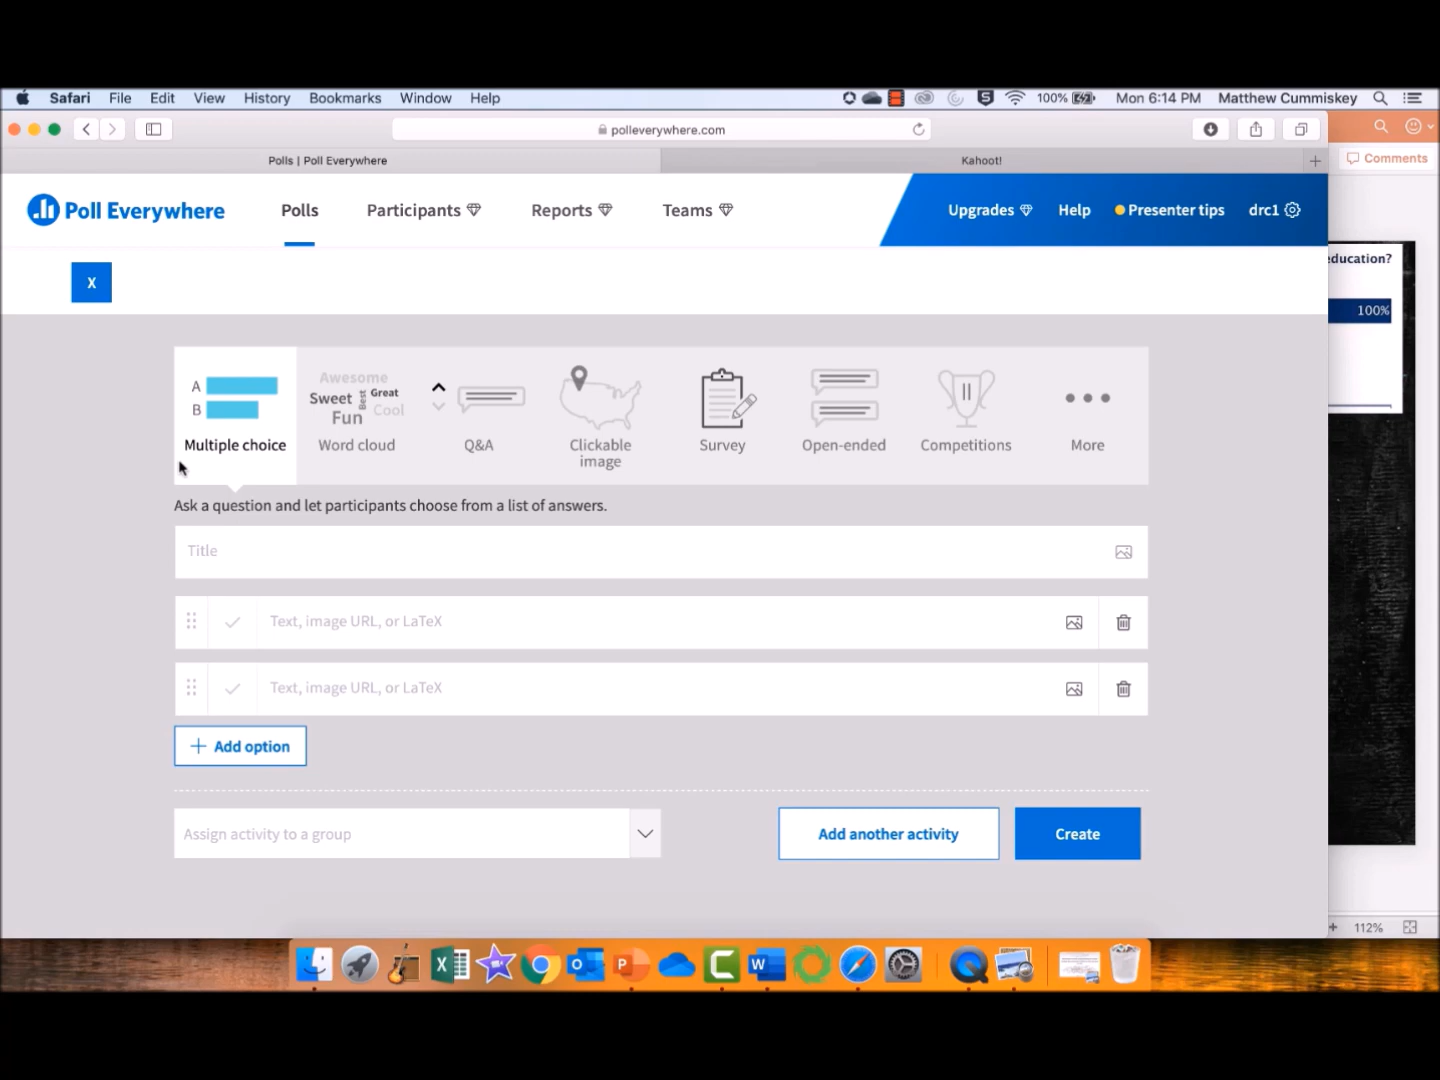 Safari File Edit View History Bookmarks Window Help 100% Mon 6:14 PM Matthew Cummiskey
polleverywhere.com
Comments
Polls | Poll Everywhere Kahoot!
Poll Everywhere Polls Participants Reports Teams Upgrades Help Presenter tips drc1
education?
X
100%
A
B
Awesome
Sweet Best Great
Fun Cool
Multiple choice Word cloud Q&A Clickable image Survey Open-ended Competitions More
Ask a question and let participants choose from a list of answers.
Title
Text, image URL, or LaTeX
Text, image URL, or LaTeX
Add option
Assign activity to a group Add another activity Create
112%